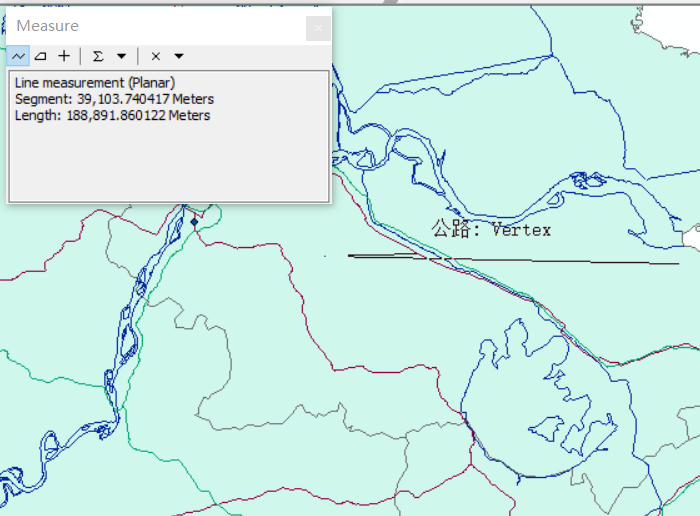 Measure
Line measurement (Planar)
Segment: 39,103.740417 Meters
Length: 188,891.860122 Meters
公路: Vertex